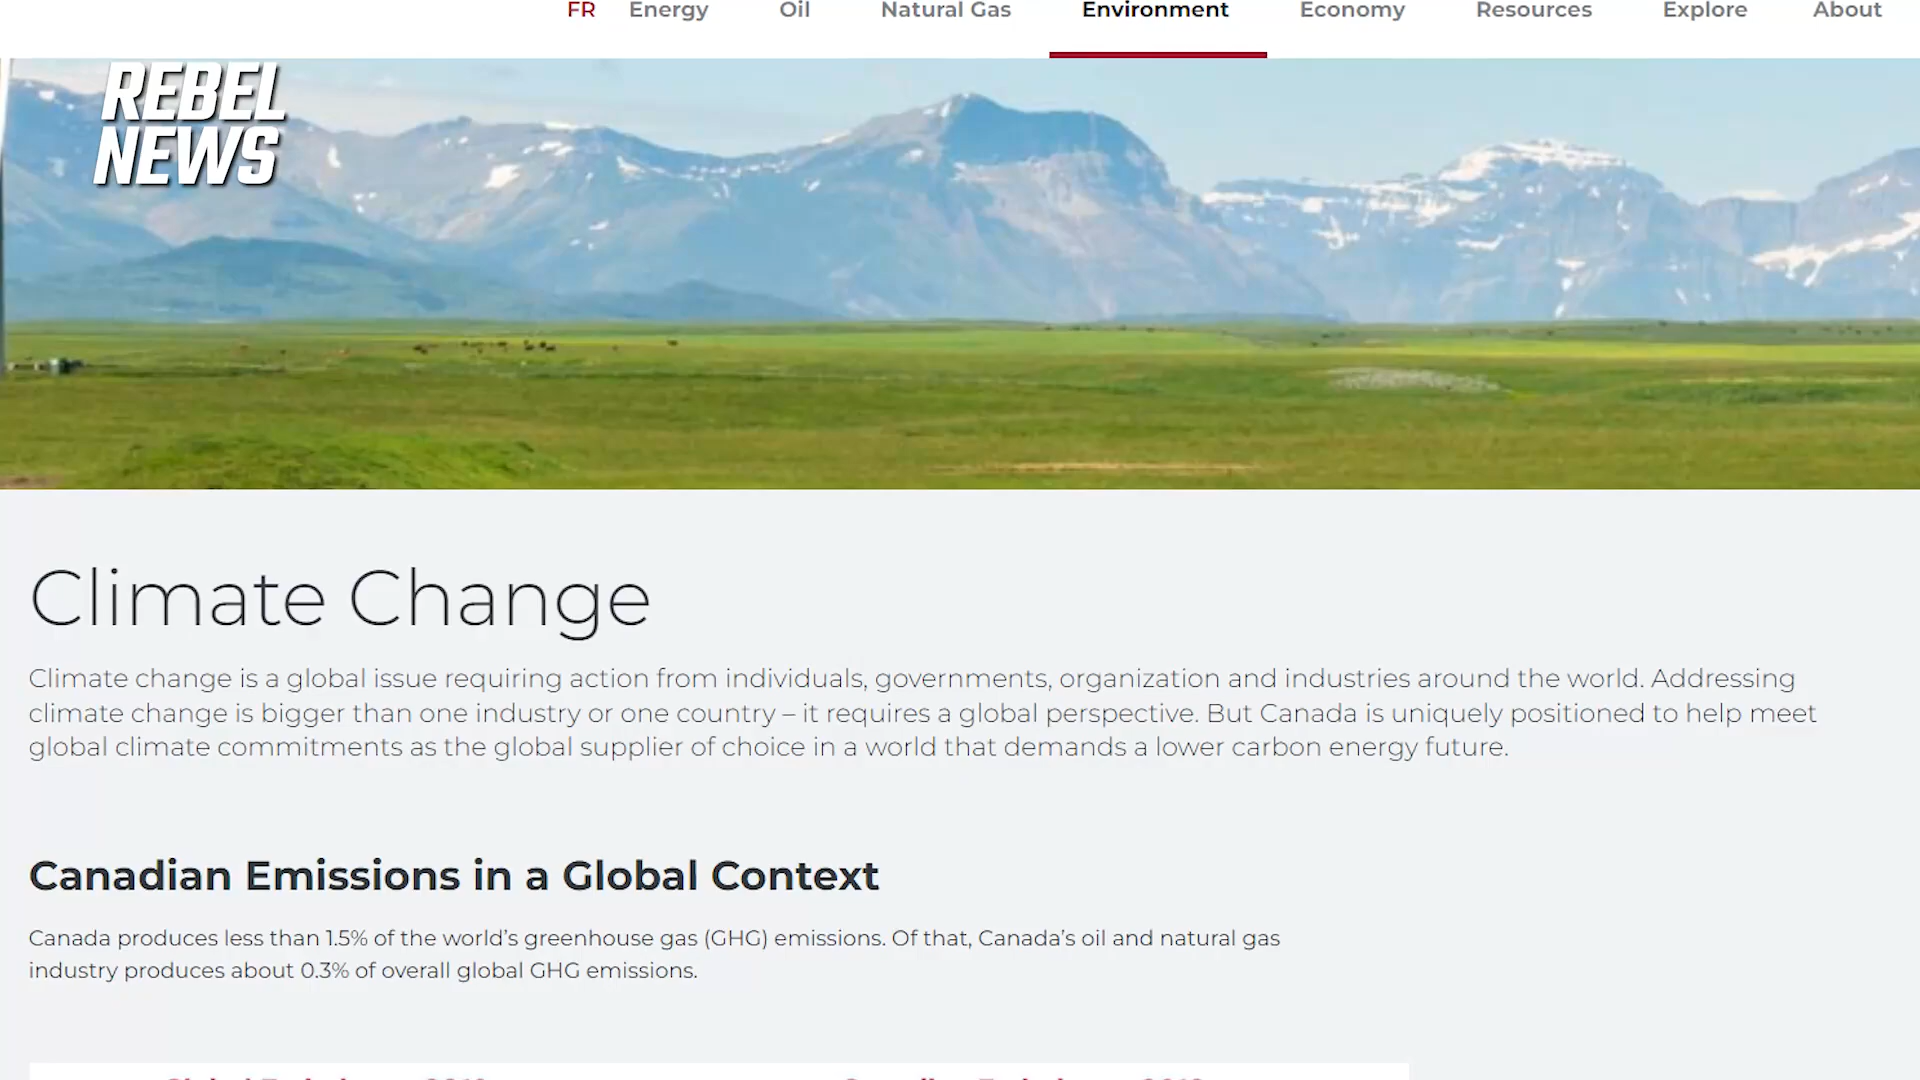 FR Energy Oil Natural Gas Environment Economy Resources Explore About
REBEL
NEWS
Climate Change
Climate change is a global issue requiring action from individuals, governments, organization and industries around the world. Addressing
climate change is bigger than one industry or one country – it requires a global perspective. But Canada is uniquely positioned to help meet
global climate commitments as the global supplier of choice in a world that demands a lower carbon energy future.
Canadian Emissions in a Global Context
Canada produces less than 1.5% of the world’s greenhouse gas (GHG) emissions. Of that, Canada’s oil and natural gas
industry produces about 0.3% of overall global GHG emissions.